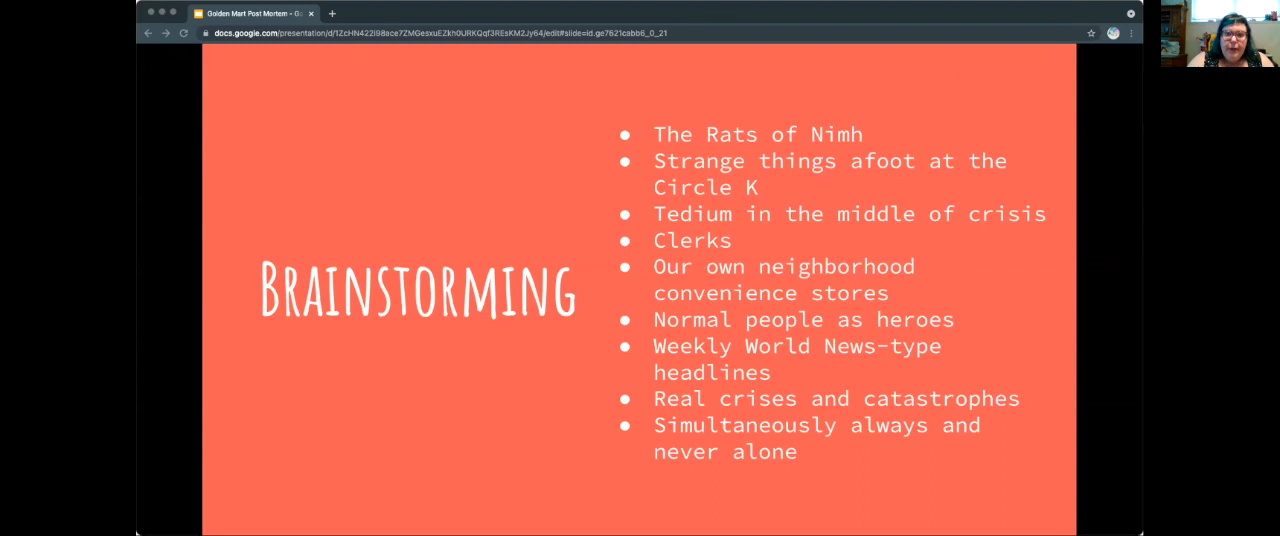 Golden Mart Post Mortem - Go
docs.google.com/presentation/d/1ZcHN422i98ace7ZMGesxuEZkh0URKQqf3REsKM2Jy64/edit#slide=id.ge7621cabb6_0_21
BRAINSTORMING
● The Rats of Nimh
● Strange things afoot at the
Circle K
● Tedium in the middle of crisis
● Clerks
● Our own neighborhood
convenience stores
● Normal people as heroes
● Weekly World News-type
headlines
● Real crises and catastrophes
● Simultaneously always and
never alone